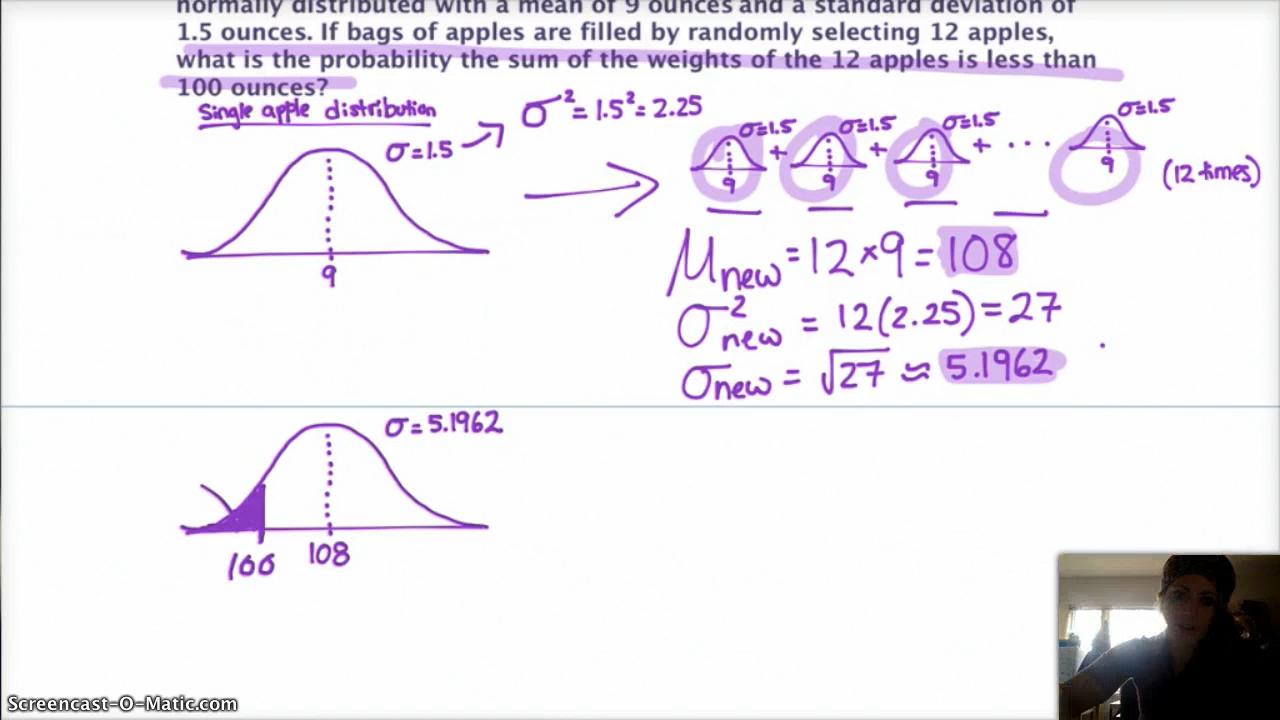 normally distributed with a mean of 9 ounces and a standard deviation of
1.5 ounces. If bags of apples are filled by randomly selecting 12 apples,
what is the probability the sum of the weights of the 12 apples is less than
100 ounces?
Single apple distribution
σ=1.5
σ²=1.5²=2.25
9
σ=1.5 σ=1.5 σ=1.5 σ=1.5
+ + + ...
9 9 9 9
(12 times)
μnew = 12×9 = 108
σ²new = 12(2.25) = 27
σnew = √27 ≈ 5.1962
σ= 5.1962
100 108
Screencast-O-Matic.com